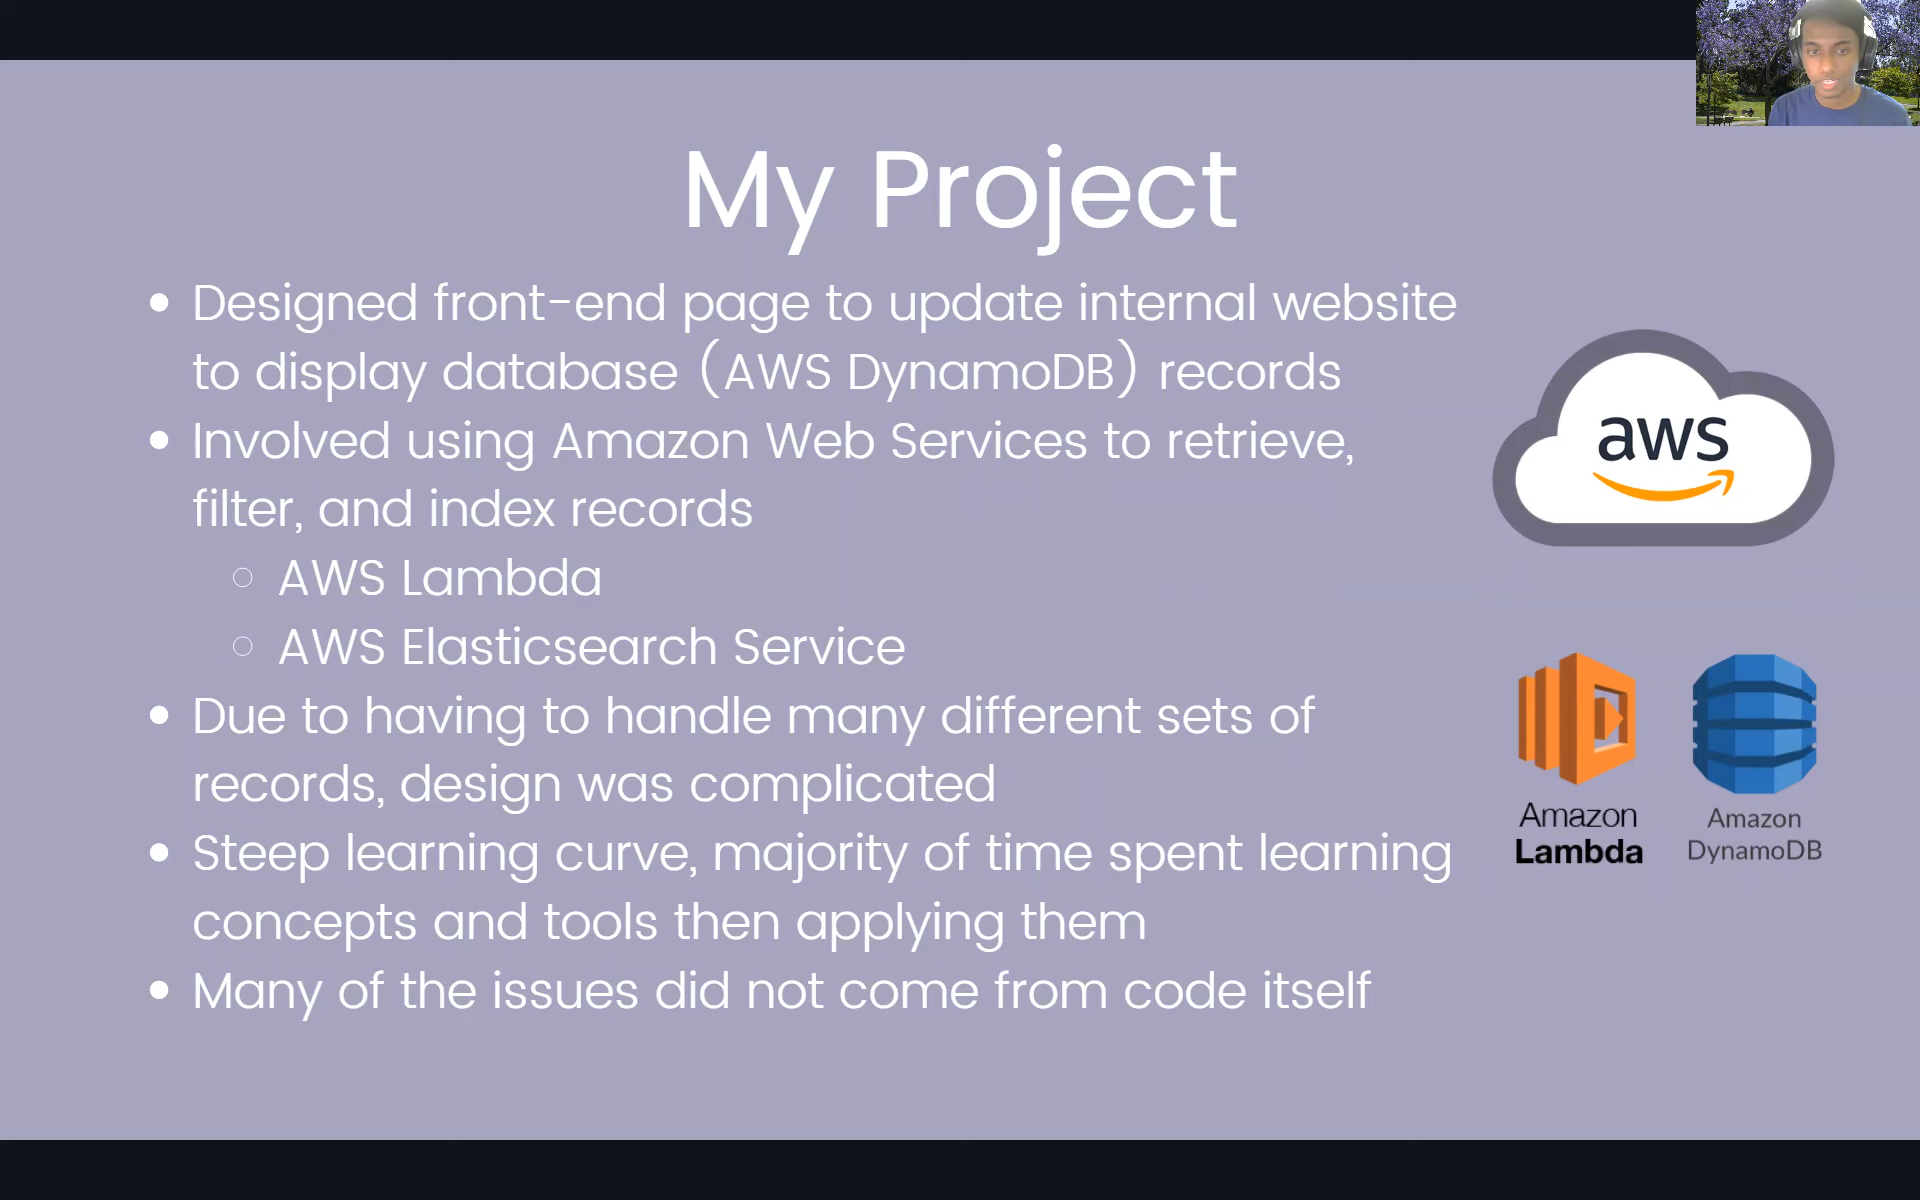 My Project
Designed front-end page to update internal website
to display database (AWS DynamoDB) records
Involved using Amazon Web Services to retrieve,
filter, and index records
AWS Lambda
AWS Elasticsearch Service
Due to having to handle many different sets of
records, design was complicated
Steep learning curve, majority of time spent learning
concepts and tools then applying them
Many of the issues did not come from code itself
aws
Amazon
Lambda
Amazon
DynamoDB